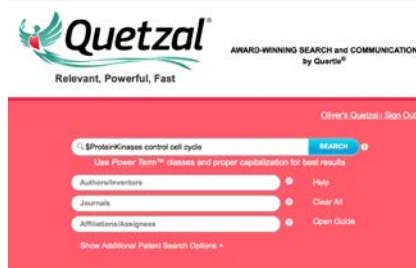 Quetzal®
AWARD-WINNING SEARCH and COMMUNICATION
by Quertle®
Relevant, Powerful, Fast
Oliver's Quetzal | Sign Out
$ProteinKinases control cell cycle
SEARCH
Use Power Term™ classes and proper capitalization for best results
Authors/Inventors
Help
Journals
Clear All
Affiliations/Assignees
Open Guide
Show Additional Patent Search Options